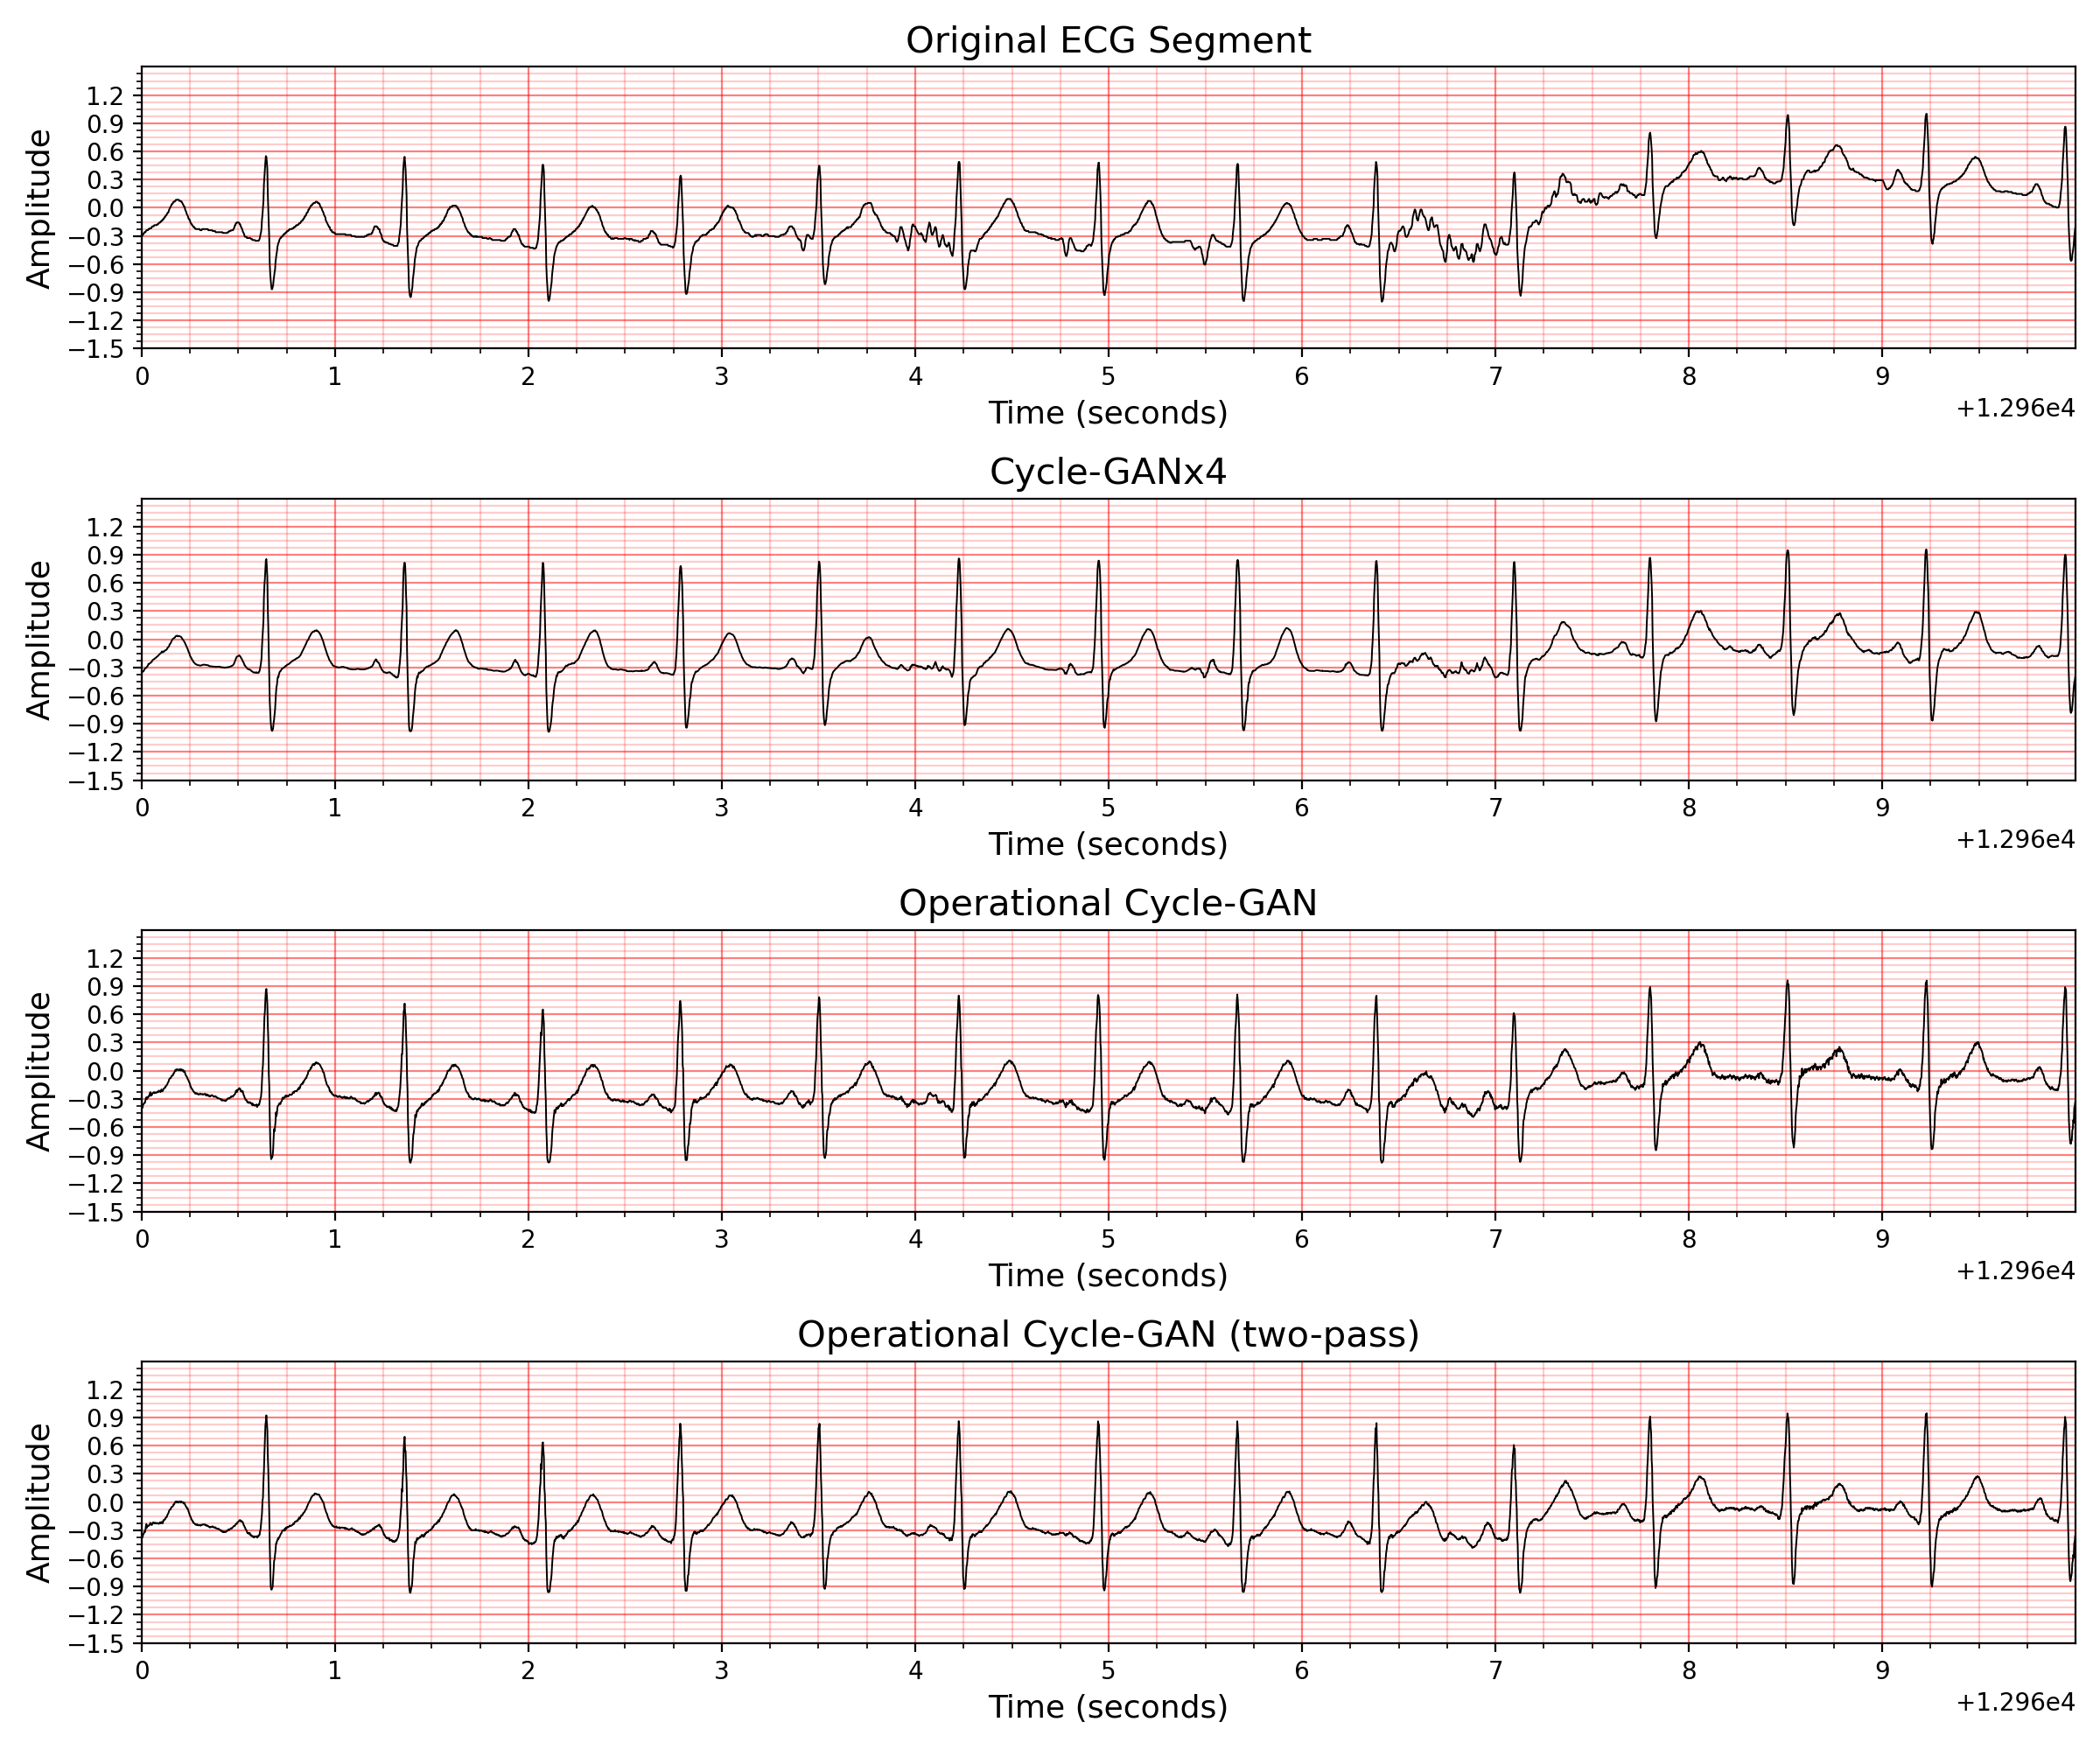 Original ECG Segment
1.2
0.9
0.6
0.3
0.0
−0.3
−0.6
−0.9
−1.2
−1.5
Amplitude
0 1 2 3 4 5 6 7 8 9
Time (seconds)
+1.296e4
Cycle-GANx4
1.2
0.9
0.6
0.3
0.0
−0.3
−0.6
−0.9
−1.2
−1.5
Amplitude
0 1 2 3 4 5 6 7 8 9
Time (seconds)
+1.296e4
Operational Cycle-GAN
1.2
0.9
0.6
0.3
0.0
−0.3
−0.6
−0.9
−1.2
−1.5
Amplitude
0 1 2 3 4 5 6 7 8 9
Time (seconds)
+1.296e4
Operational Cycle-GAN (two-pass)
1.2
0.9
0.6
0.3
0.0
−0.3
−0.6
−0.9
−1.2
−1.5
Amplitude
0 1 2 3 4 5 6 7 8 9
Time (seconds)
+1.296e4